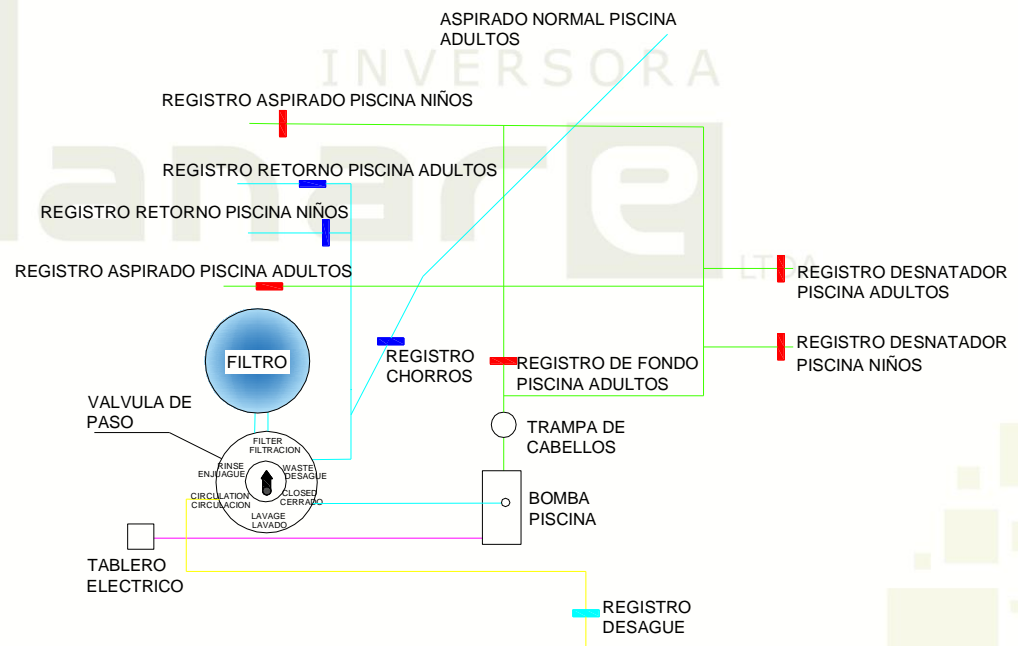 ASPIRADO NORMAL PISCINA
ADULTOS
INVERSORA
REGISTRO ASPIRADO PISCINA NIÑOS
lanare
REGISTRO RETORNO PISCINA ADULTOS
REGISTRO RETORNO PISCINA NIÑOS
REGISTRO ASPIRADO PISCINA ADULTOS
LTDA
REGISTRO DESNATADOR
PISCINA ADULTOS
REGISTRO DESNATADOR
PISCINA NIÑOS
FILTRO
REGISTRO
CHORROS
REGISTRO DE FONDO
PISCINA ADULTOS
VALVULA DE
PASO
TRAMPA DE
CABELLOS
FILTER
FILTRACION
RINSE
ENJUAGUE
WASTE
DESAGUE
CIRCULATION
CIRCULACION
CLOSED
CERRADO
LAVAGE
LAVADO
BOMBA
PISCINA
TABLERO
ELECTRICO
REGISTRO
DESAGUE